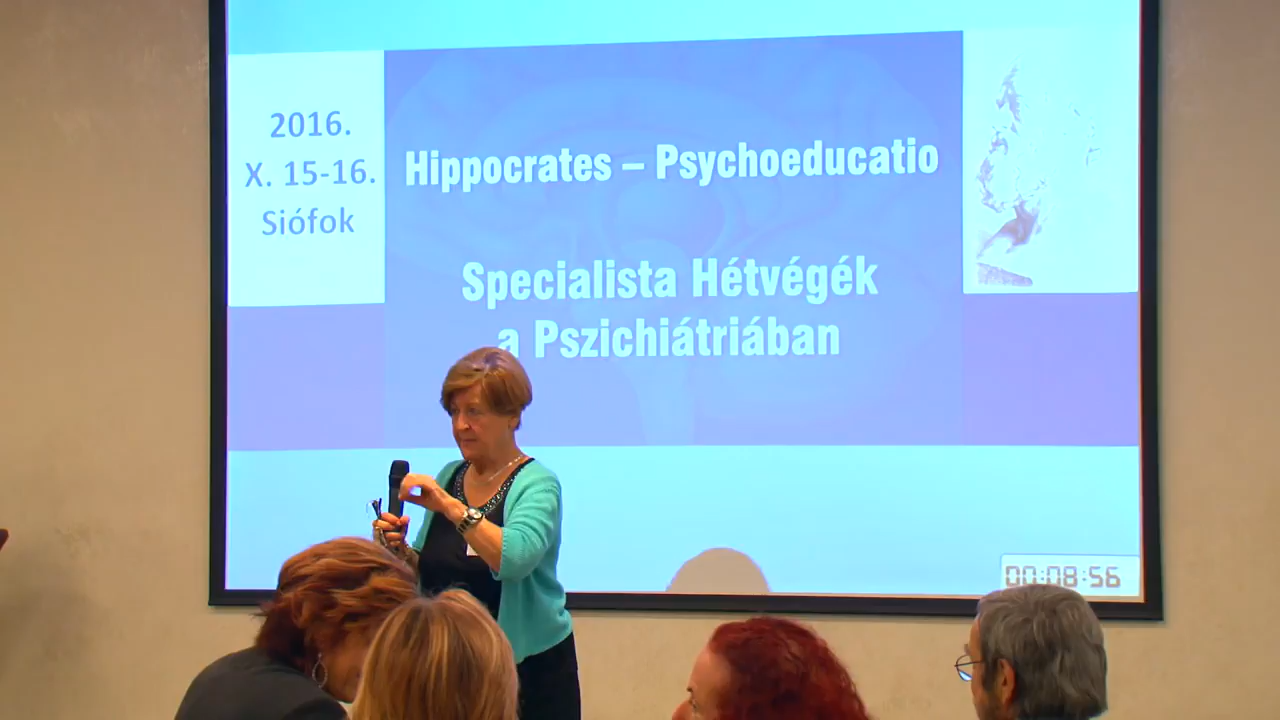 2016.
X. 15-16.
Siófok
Hippocrates – Psychoeducatio
Specialista Hétvégék
a Pszichiátriában
00:08:56